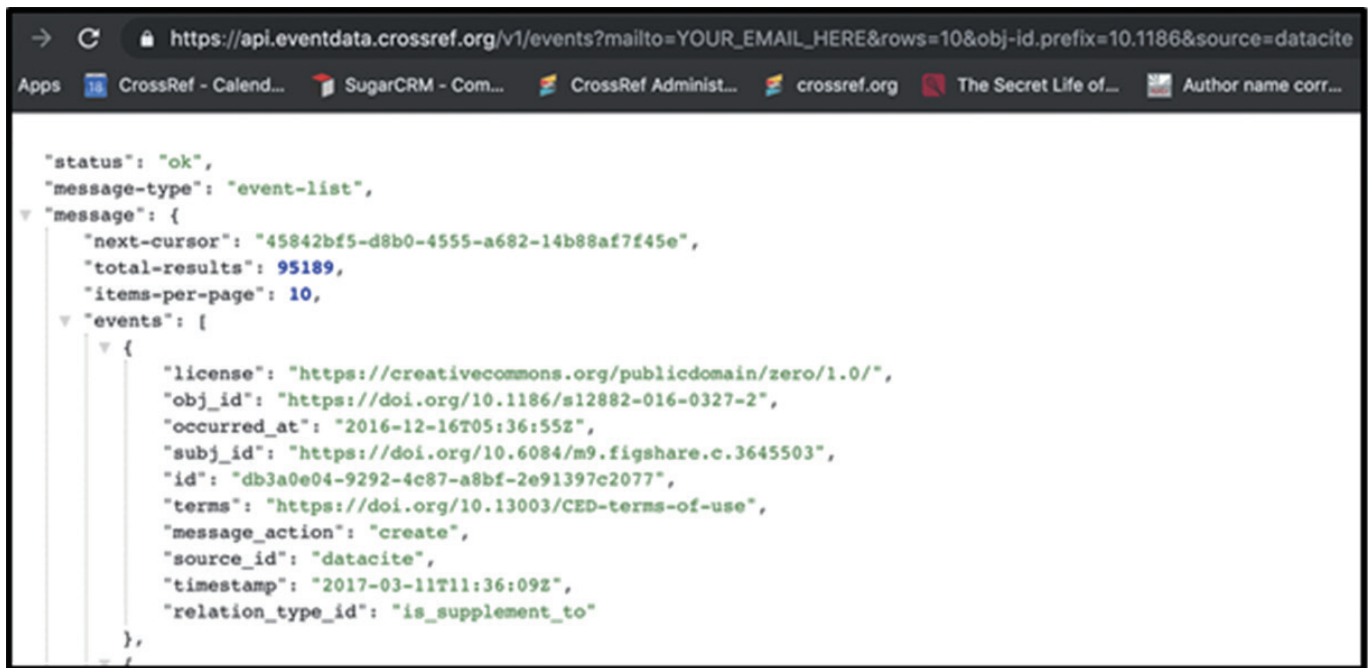 https://api.eventdata.crossref.org/v1/events?mailto=YOUR_EMAIL_HERE&rows=10&obj-id.prefix=10.1186&source=datacite
Apps 18 CrossRef - Calend... SugarCRM - Com... CrossRef Administ... crossref.org The Secret Life of... Author name corr...
"status": "ok",
"message-type": "event-list",
"message": {
"next-cursor": "45842bf5-d8b0-4555-a682-14b88af7f45e",
"total-results": 95189,
"items-per-page": 10,
"events": [
{
"license": "https://creativecommons.org/publicdomain/zero/1.0/",
"obj_id": "https://doi.org/10.1186/s12882-016-0327-2",
"occurred_at": "2016-12-16T05:36:55Z",
"subj_id": "https://doi.org/10.6084/m9.figshare.c.3645503",
"id": "db3a0e04-9292-4c87-a8bf-2e91397c2077",
"terms": "https://doi.org/10.13003/CED-terms-of-use",
"message_action": "create",
"source_id": "datacite",
"timestamp": "2017-03-11T11:36:09Z",
"relation_type_id": "is_supplement_to"
},